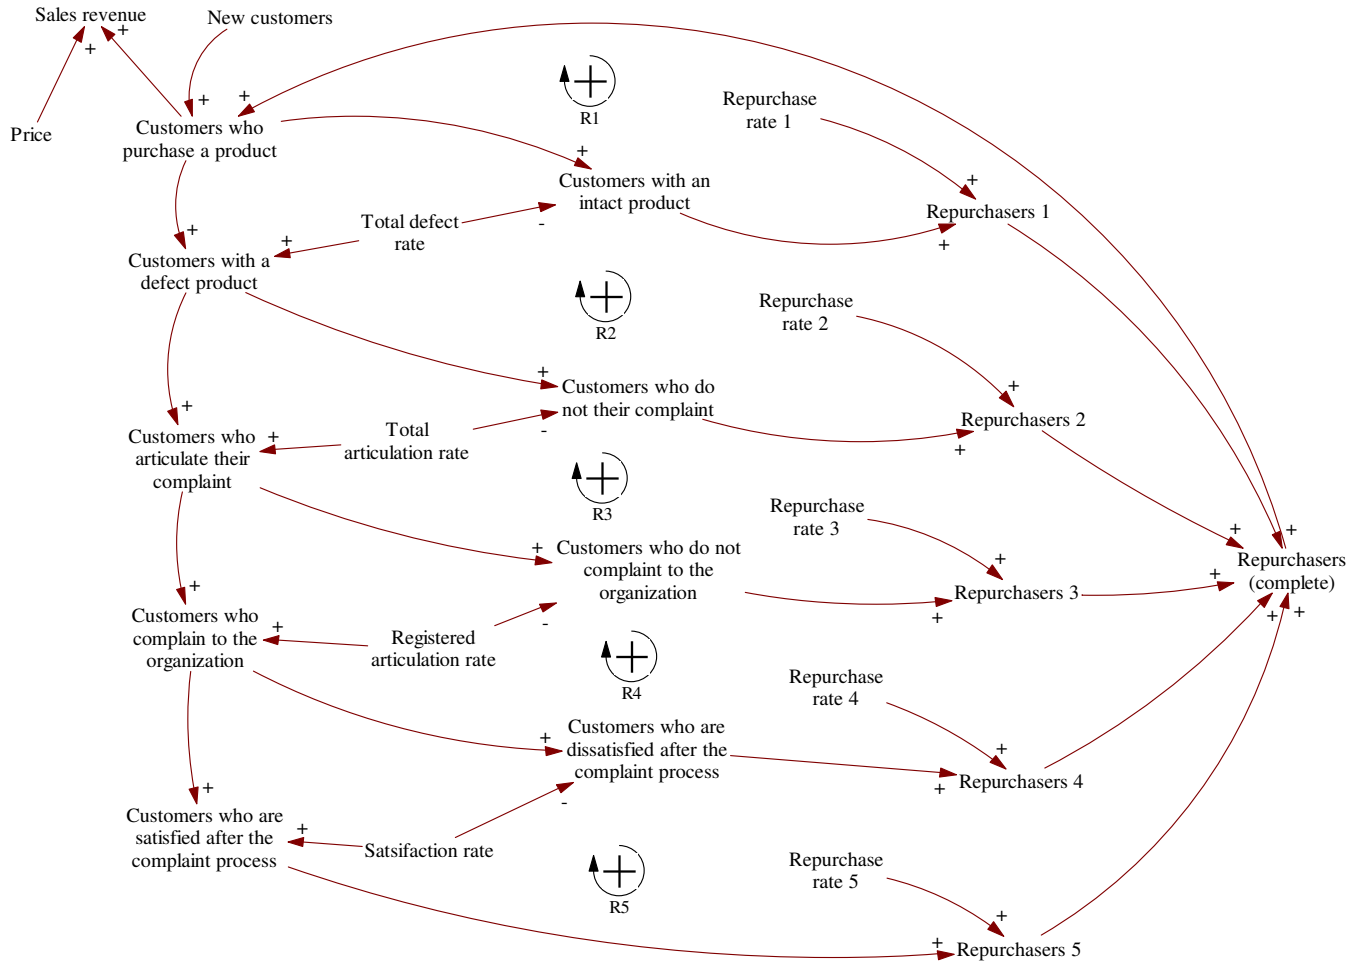 Sales revenue
New customers
+
+
Price
+
+
Customers who
purchase a product
R1
Repurchase
rate 1
+
Customers with an
intact product
+
Repurchasers 1
+
Total defect
rate
-
+
+
Customers with a
defect product
R2
Repurchase
rate 2
+
Customers who do
not their complaint
+
Repurchasers 2
+
Total
articulation rate
-
+
+
Customers who
articulate their
complaint
R3
Repurchase
rate 3
+
Customers who do not
complaint to the
organization
+
Repurchasers 3
+
+
+
+
Repurchasers
(complete)
+
+
Registered
articulation rate
-
+
+
Customers who
complain to the
organization
R4
Repurchase
rate 4
+
Customers who are
dissatisfied after the
complaint process
+
Repurchasers 4
+
Satsifaction rate
-
+
+
Customers who are
satisfied after the
complaint process
R5
Repurchase
rate 5
+
+
Repurchasers 5